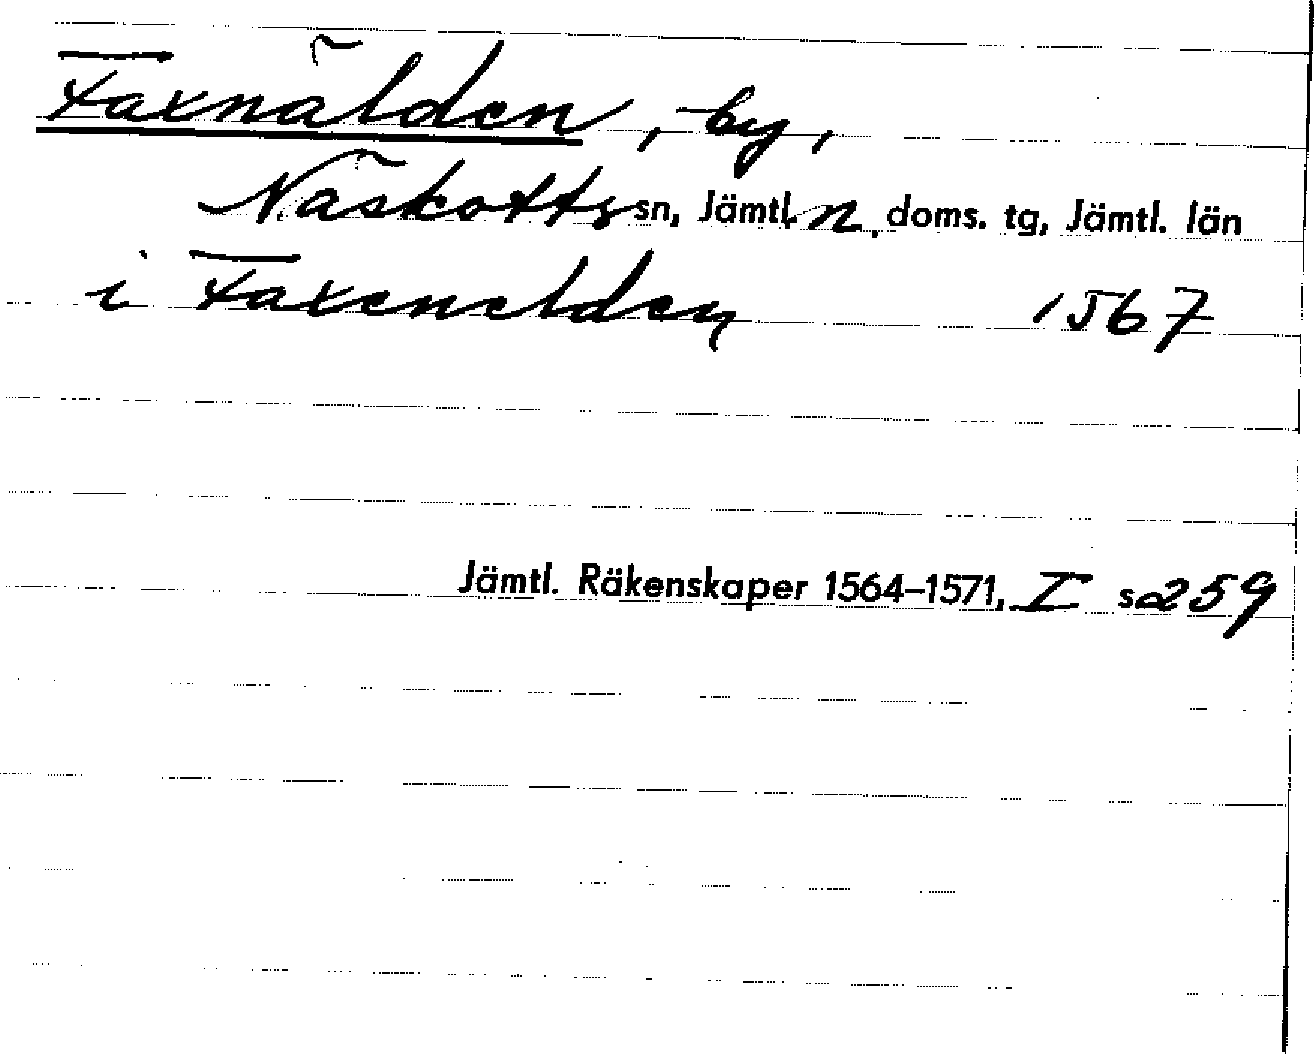 Faxnälden, by,
Näskotts sn, Jämtl. n. doms. tg, Jämtl. län
i Faxenelden 1567
Jämtl. Räkenskaper 1564–1571, I s 259